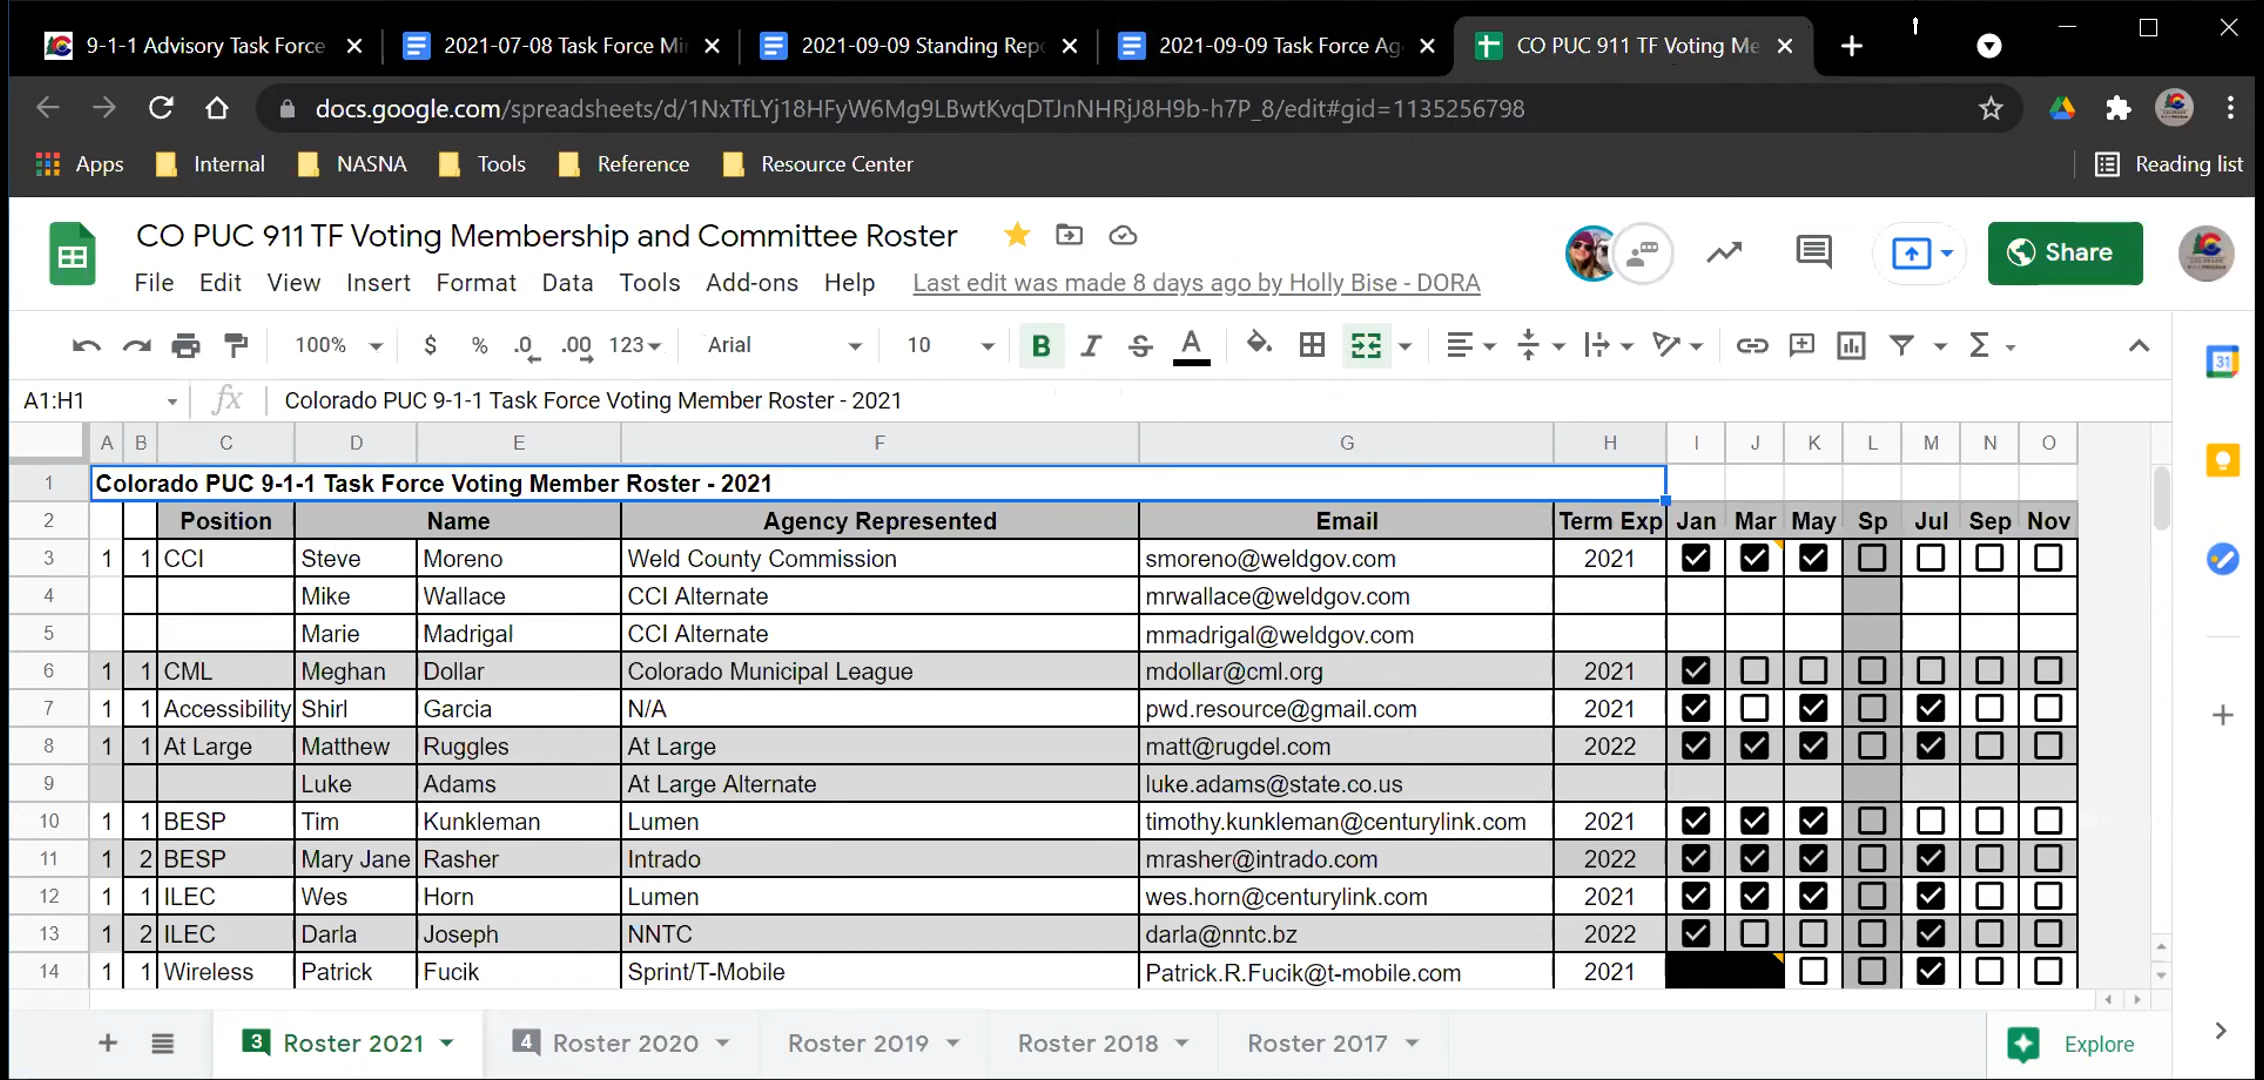 9-1-1 Advisory Task Force
2021-07-08 Task Force Mi
2021-09-09 Standing Rep
2021-09-09 Task Force Ag
CO PUC 911 TF Voting Me
docs.google.com/spreadsheets/d/1NxTfLYj18HFyW6Mg9LBwtKvqDTJnNHRjJ8H9b-h7P_8/edit#gid=1135256798
Apps Internal NASNA Tools Reference Resource Center Reading list
CO PUC 911 TF Voting Membership and Committee Roster
Share
File Edit View Insert Format Data Tools Add-ons Help Last edit was made 8 days ago by Holly Bise - DORA
100% $ % .0 .00 123 Arial 10 B I S A Σ
31
A1:H1 fx Colorado PUC 9-1-1 Task Force Voting Member Roster - 2021
A B C D E F G H I J K L M N O
1 Colorado PUC 9-1-1 Task Force Voting Member Roster - 2021
2 Position Name Agency Represented Email Term Exp Jan Mar May Sp Jul Sep Nov
3 1 1 CCI Steve Moreno Weld County Commission smoreno@weldgov.com 2021
4 Mike Wallace CCI Alternate mrwallace@weldgov.com
5 Marie Madrigal CCI Alternate mmadrigal@weldgov.com
6 1 1 CML Meghan Dollar Colorado Municipal League mdollar@cml.org 2021
7 1 1 Accessibility Shirl Garcia N/A pwd.resource@gmail.com 2021
8 1 1 At Large Matthew Ruggles At Large matt@rugdel.com 2022
9 Luke Adams At Large Alternate luke.adams@state.co.us
10 1 1 BESP Tim Kunkleman Lumen timothy.kunkleman@centurylink.com 2021
11 1 2 BESP Mary Jane Rasher Intrado mrasher@intrado.com 2022
12 1 1 ILEC Wes Horn Lumen wes.horn@centurylink.com 2021
13 1 2 ILEC Darla Joseph NNTC darla@nntc.bz 2022
14 1 1 Wireless Patrick Fucik Sprint/T-Mobile Patrick.R.Fucik@t-mobile.com 2021
3 Roster 2021 4 Roster 2020 Roster 2019 Roster 2018 Roster 2017 Explore